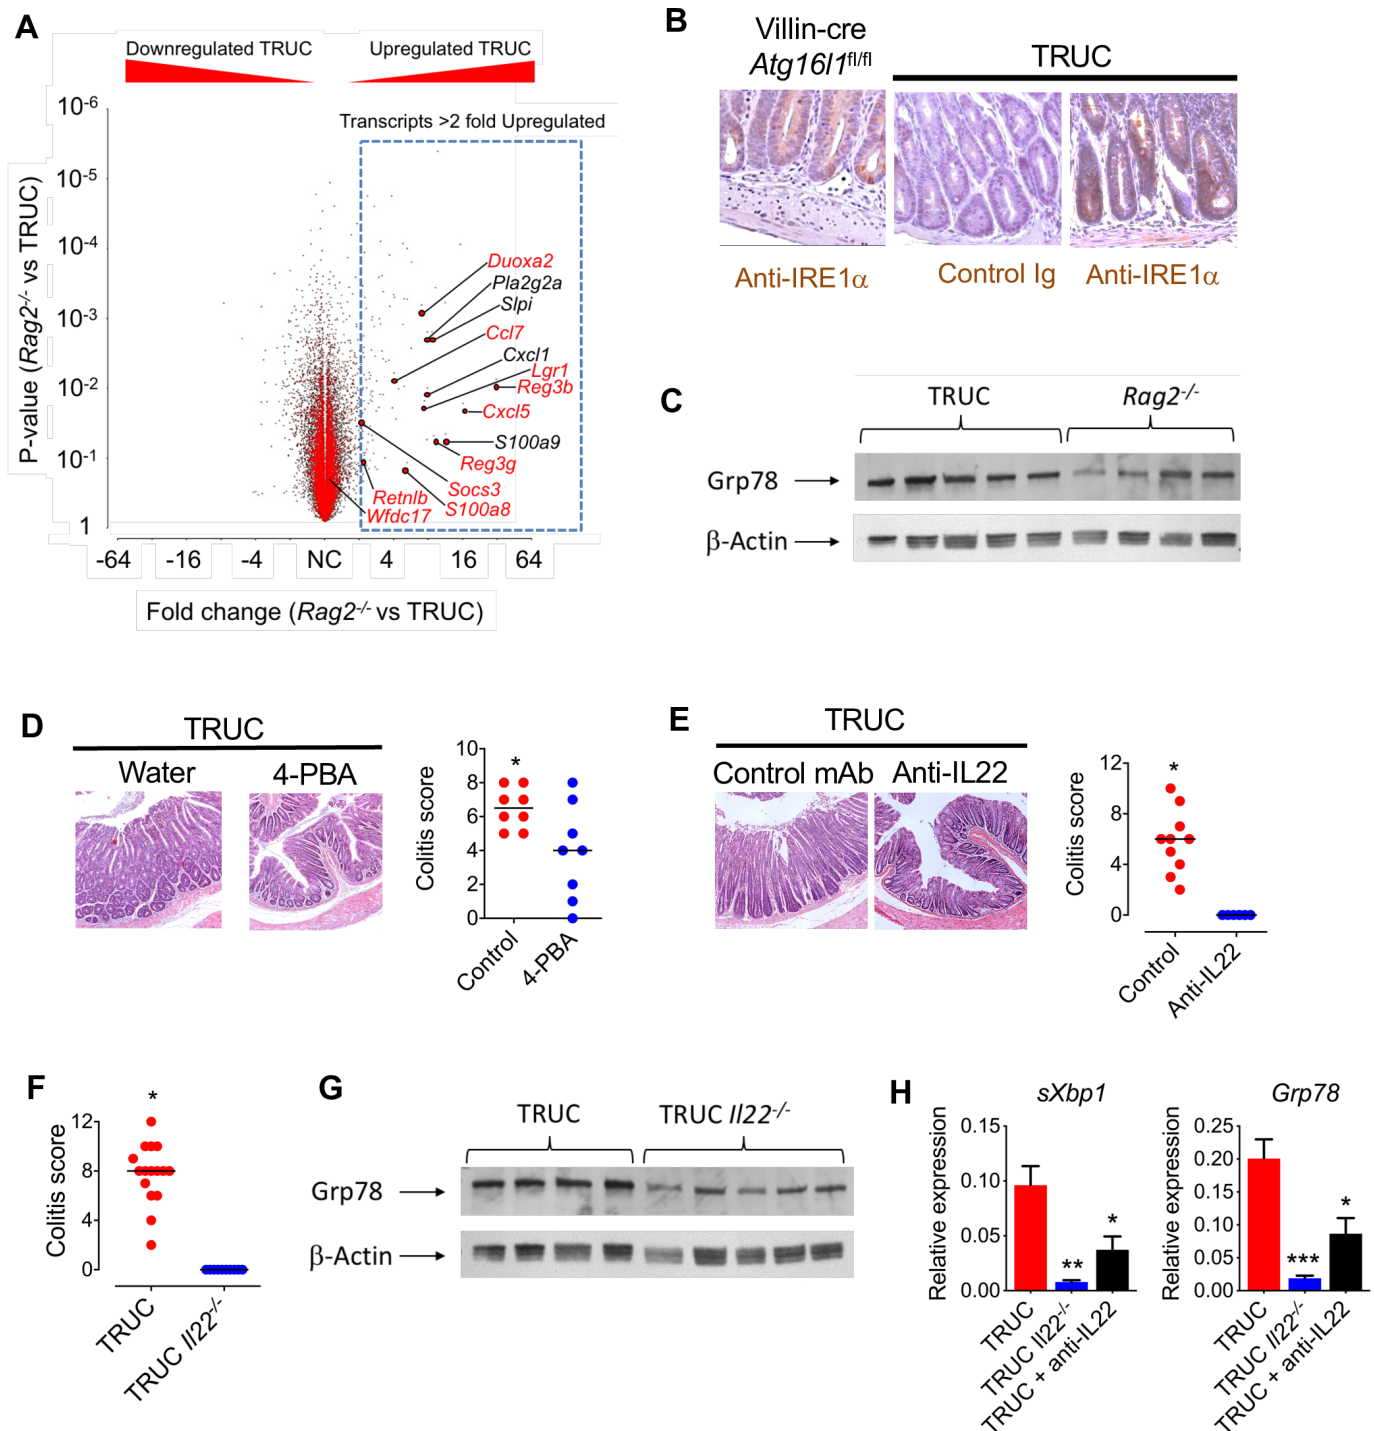 A
Downregulated TRUC
Upregulated TRUC
Transcripts >2 fold Upregulated
P-value (Rag2-/- vs TRUC)
10-6
10-5
10-4
10-3
10-2
10-1
1
Duoxa2
Pla2g2a
Slpi
Ccl7
Cxcl1
Lgr1
Reg3b
Cxcl5
S100a9
Reg3g
Socs3
Retnlb
S100a8
Wfdc17
-64
-16
-4
NC
4
16
64
Fold change (Rag2-/- vs TRUC)
B
Villin-cre
Atg16l1fl/fl
TRUC
Anti-IRE1α
Control Ig
Anti-IRE1α
C
TRUC
Rag2-/-
Grp78
β-Actin
D
TRUC
Water
4-PBA
Colitis score
10
8
6
4
2
0
*
Control
4-PBA
E
TRUC
Control mAb
Anti-IL22
Colitis score
12
8
4
0
*
Control
Anti-IL22
F
Colitis score
12
8
4
0
*
TRUC
TRUC Il22-/-
G
TRUC
TRUC Il22-/-
Grp78
β-Actin
H
sXbp1
Relative expression
0.15
0.10
0.05
0.00
**
*
TRUC
TRUC Il22-/-
TRUC + anti-IL22
Grp78
Relative expression
0.25
0.20
0.15
0.10
0.05
0.00
***
*
TRUC
TRUC Il22-/-
TRUC + anti-IL22